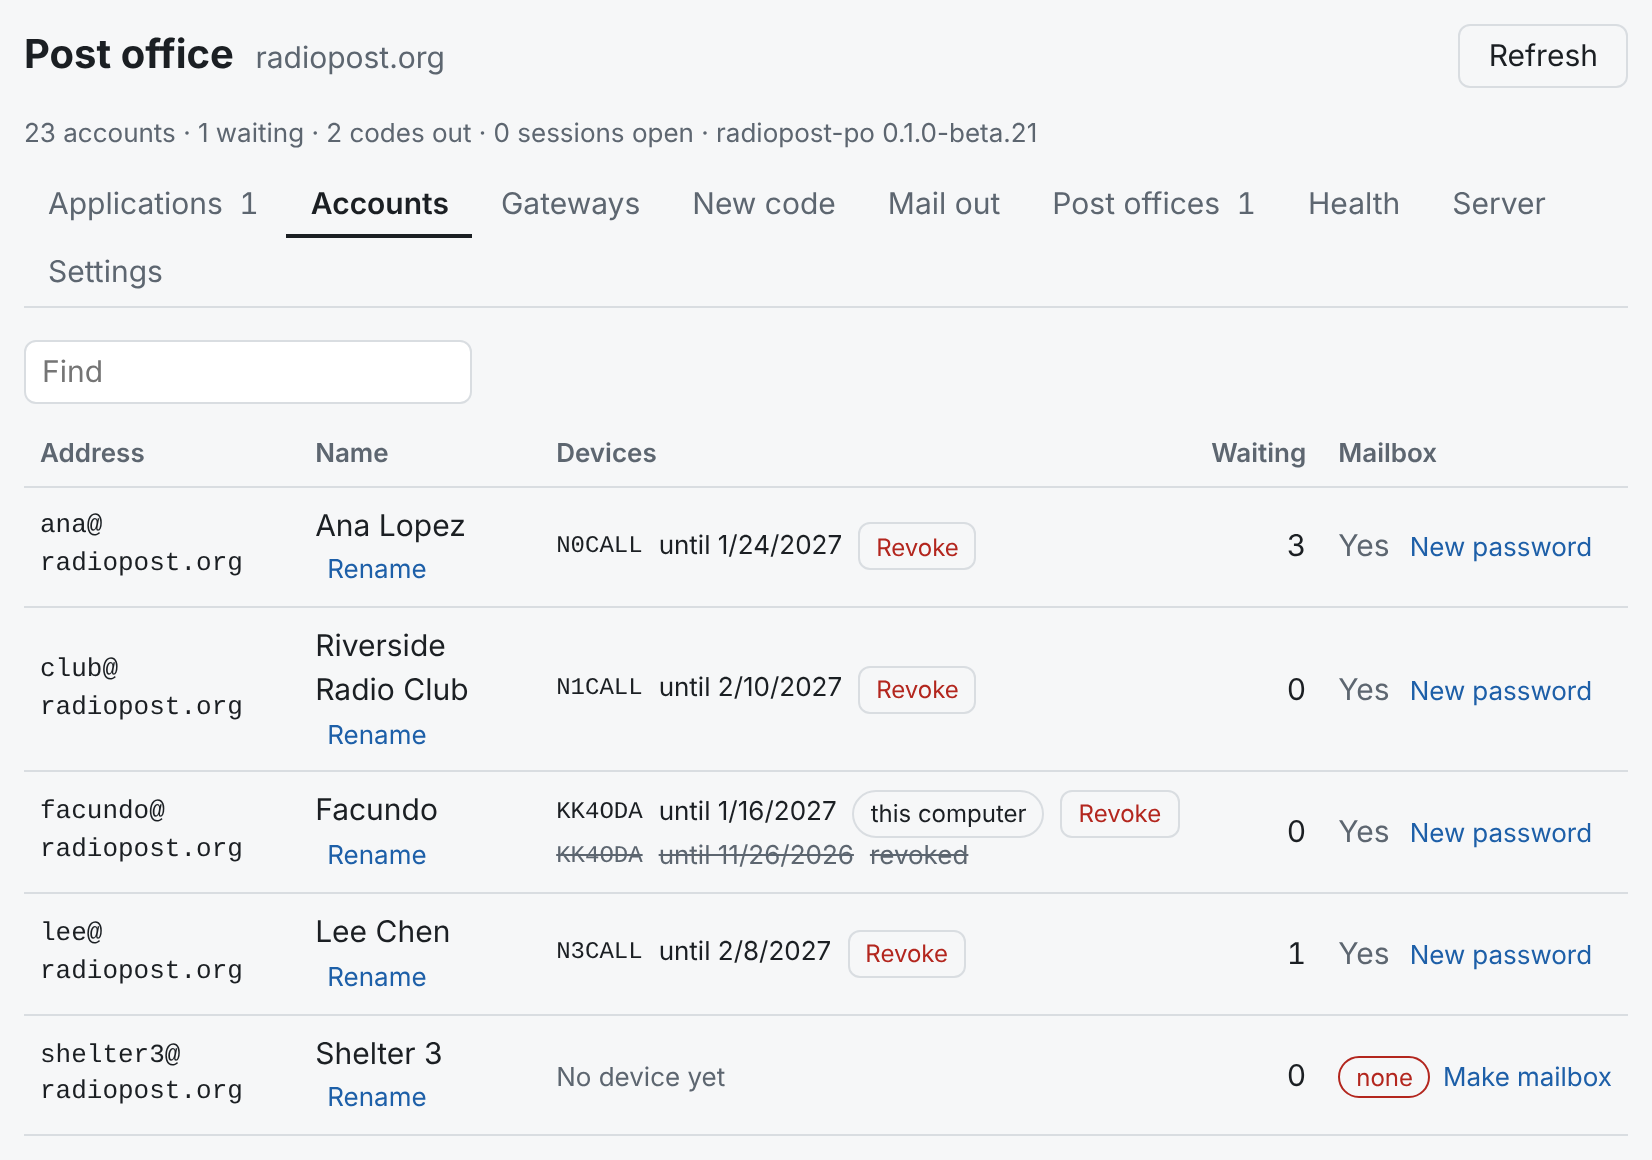 Post office radiopost.org Refresh
23 accounts · 1 waiting · 2 codes out · 0 sessions open · radiopost-po 0.1.0-beta.21
Applications 1 Accounts Gateways New code Mail out Post offices 1 Health Server
Settings
Find
Address Name Devices Waiting Mailbox
ana@
radiopost.org
Ana Lopez
Rename
N0CALL until 1/24/2027 Revoke
3
Yes New password
club@
radiopost.org
Riverside
Radio Club
Rename
N1CALL until 2/10/2027 Revoke
0
Yes New password
facundo@
radiopost.org
Facundo
Rename
KK4ODA until 1/16/2027 this computer Revoke
KK4ODA until 11/26/2026 revoked
0
Yes New password
lee@
radiopost.org
Lee Chen
Rename
N3CALL until 2/8/2027 Revoke
1
Yes New password
shelter3@
radiopost.org
Shelter 3
Rename
No device yet
0
none Make mailbox